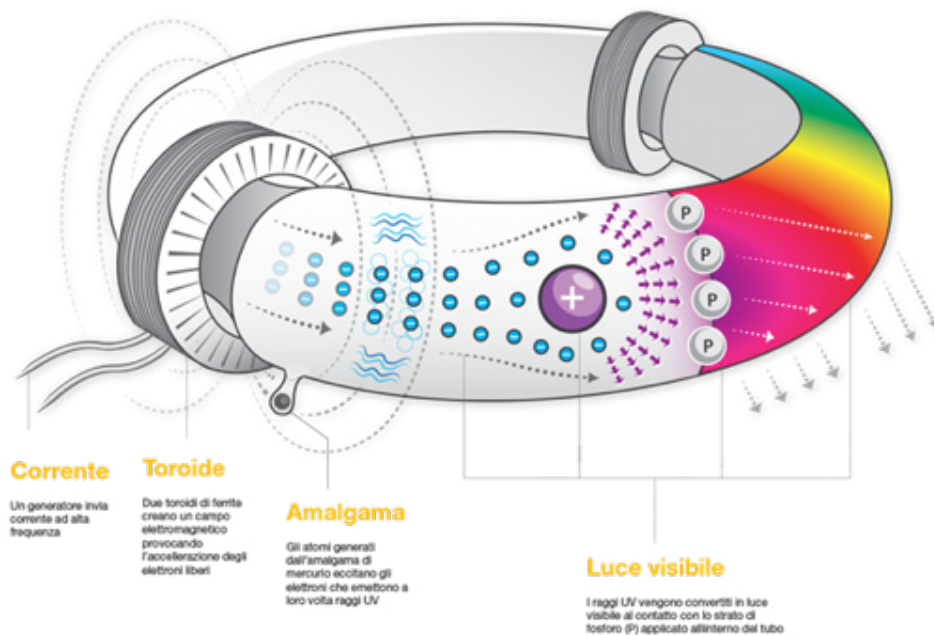 P
P
P
P
Corrente
Un generatore invia
corrente ad alta
frequenza
Toroide
Due toroidi di ferrite
creano un campo
elettromagnetico
provocando
l'accellerazione degli
elettroni liberi
Amalgama
Gli atomi generati
dall'amalgama di
mercurio eccitano gli
elettroni che emettono a
loro volta raggi UV
Luce visibile
I raggi UV vengono convertiti in luce
visibile al contatto con lo strato di
fosforo (P) applicato all'interno del tubo